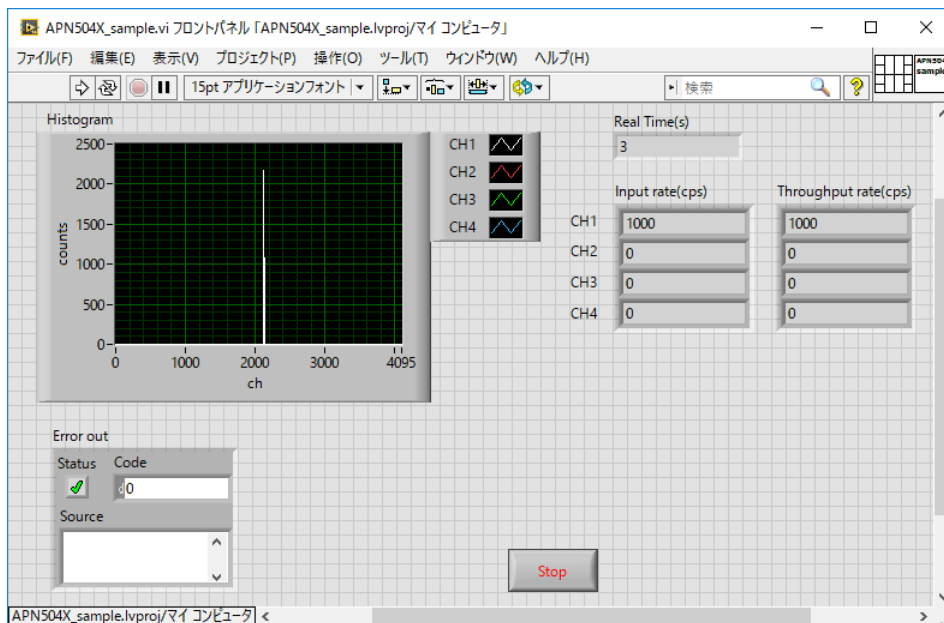 APN504X_sample.vi フロントパネル「APN504X_sample.lvproj/マイ コンピュータ」
ファイル(F) 編集(E) 表示(V) プロジェクト(P) 操作(O) ツール(T) ウィンドウ(W) ヘルプ(H)
15pt アプリケーションフォント
検索
APN504
sample
Histogram
2500
2000
1500
1000
500
0
counts
0 1000 2000 3000 4095
ch
CH1
CH2
CH3
CH4
Real Time(s)
3
Input rate(cps) Throughput rate(cps)
CH1 1000 1000
CH2 0 0
CH3 0 0
CH4 0 0
Error out
Status Code
d 0
Source
Stop
APN504X_sample.lvproj/マイ コンピュータ